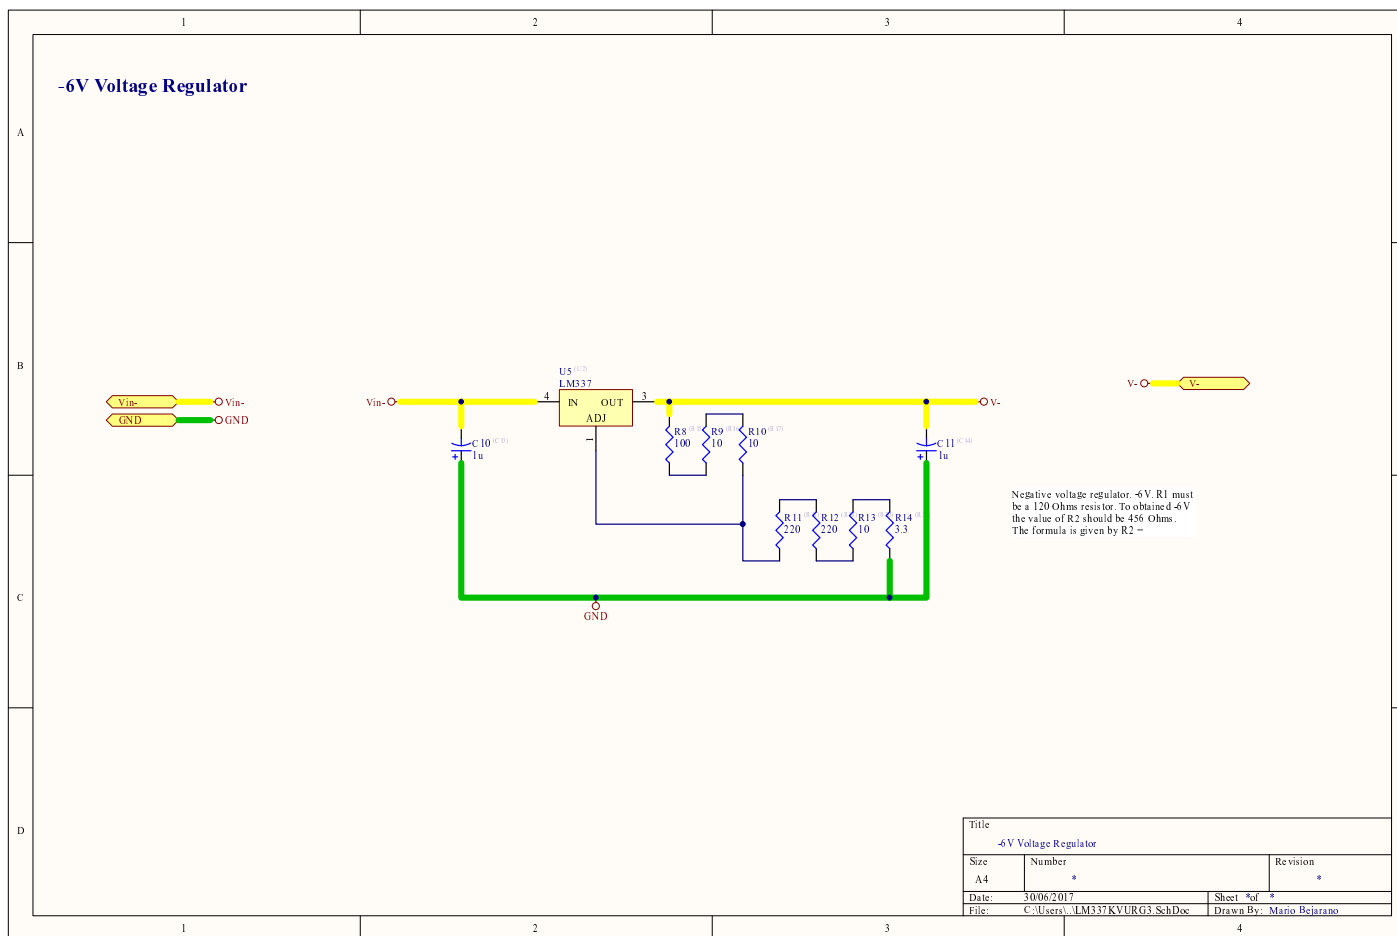 1 2 3 4
-6V Voltage Regulator
A
B
C
D
Vin- Vin-
GND GND
Vin-
U5 (U2)
LM337
4 IN OUT 3
ADJ
1
V-
V- V-
C10
1u
R8
100
R9
10
R10 (R17)
10
C11 (C14)
1u
R11
220
R12
220
R13
10
R14
3.3
GND
Negative voltage regulator. -6V. R1 must
be a 120 Ohms resistor. To obtained -6V
the value of R2 should be 456 Ohms.
The formula is given by R2 =
Title
-6V Voltage Regulator
Size Number Revision
A4 * *
Date: 30/06/2017 Sheet * of *
File: C:\Users\..\LM337KVURG3.SchDoc Drawn By: Mario Bejarano
1 2 3 4